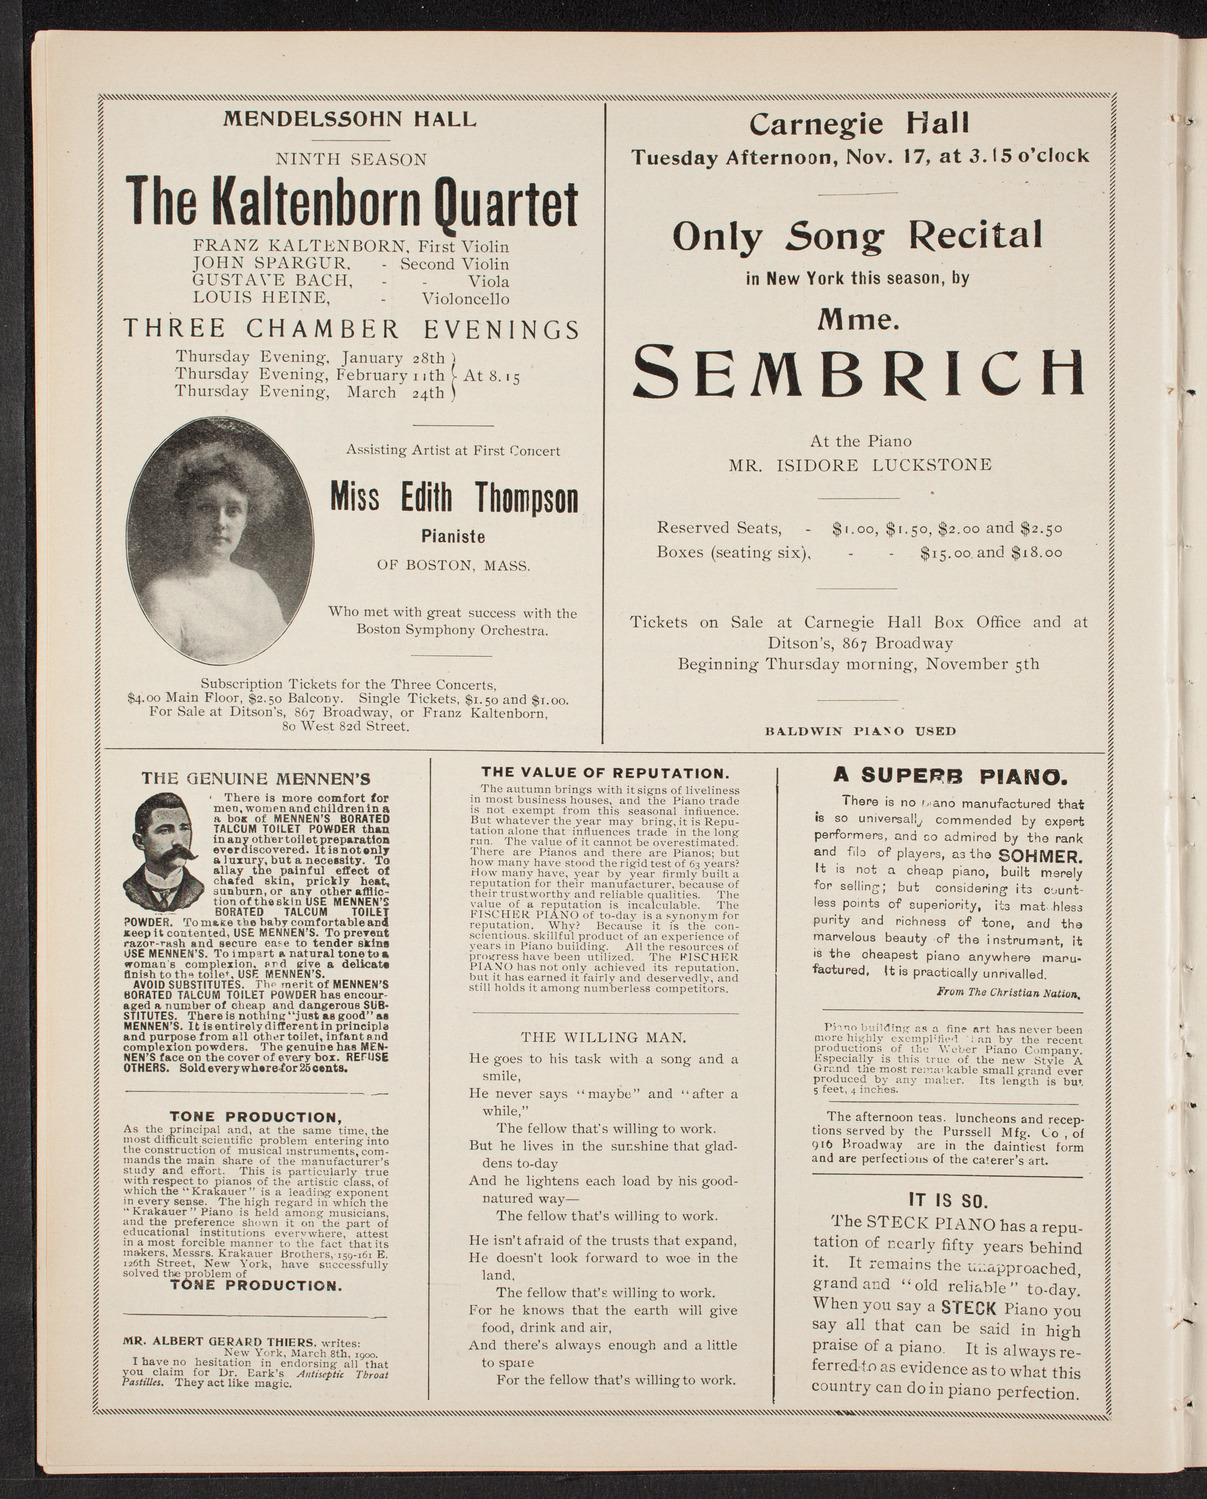 MENDELSSOHN HALL
NINTH SEASON
The Kaltenborn Quartet
FRANZ KALTENBORN, First Violin
JOHN SPARGUR, - Second Violin
GUSTAVE BACH, - - Viola
LOUIS HEINE, - Violoncello
THREE CHAMBER EVENINGS
Thursday Evening, January 28th
Thursday Evening, February 11th } At 8.15
Thursday Evening, March 24th
Assisting Artist at First Concert
Miss Edith Thompson
Pianiste
OF BOSTON, MASS.
Who met with great success with the
Boston Symphony Orchestra.
Subscription Tickets for the Three Concerts,
$4.00 Main Floor, $2.50 Balcony. Single Tickets, $1.50 and $1.00.
For Sale at Ditson's, 867 Broadway, or Franz Kaltenborn,
80 West 82d Street.
Carnegie Hall
Tuesday Afternoon, Nov. 17, at 3.15 o'clock
Only Song Recital
in New York this season, by
Mme.
SEMBRICH
At the Piano
MR. ISIDORE LUCKSTONE
Reserved Seats, - $1.00, $1.50, $2.00 and $2.50
Boxes (seating six), - - $15.00 and $18.00
Tickets on Sale at Carnegie Hall Box Office and at
Ditson's, 867 Broadway
Beginning Thursday morning, November 5th
BALDWIN PIANO USED
THE GENUINE MENNEN'S
There is more comfort for
men, women and children in a
a box of MENNEN'S BORATED
TALCUM TOILET POWDER than
in any other toilet preparation
ever discovered. It is not only
a luxury, but a necessity. To
allay the painful effect of
chafed skin, prickly heat,
sunburn, or any other afflic-
tion of the skin USE MENNEN'S
BORATED TALCUM TOILET
POWDER. To make the baby comfortable and
keep it contented, USE MENNEN'S. To prevent
razor-rash and secure ease to tender skins
USE MENNEN'S. To impart a natural tone to a
woman's complexion, and give a delicate
finish to the toilet, USE MENNEN'S.
AVOID SUBSTITUTES. The merit of MENNEN'S
BORATED TALCUM TOILET POWDER has encour-
aged a number of cheap and dangerous SUB-
STITUTES. There is nothing "just as good" as
MENNEN'S. It is entirely different in principle
and purpose from all other toilet, infant and
complexion powders. The genuine has MEN-
NEN'S face on the cover of every box. REFUSE
OTHERS. Sold everywhere for 25 cents.
TONE PRODUCTION,
As the principal and, at the same time, the
most difficult scientific problem entering into
the construction of musical instruments, com-
mands the main share of the manufacturer's
study and effort. This is particularly true
with respect to pianos of the artistic class, of
which the "Krakauer" is a leading exponent
in every sense. The high regard in which the
"Krakauer" Piano is held among musicians,
and the preference shown it on the part of
educational institutions everywhere, attest
in a most forcible manner to the fact that its
makers, Messrs. Krakauer Brothers, 159-161 E.
126th Street, New York, have successfully
solved the problem of
TONE PRODUCTION.
MR. ALBERT GERARD THIERS, writes:
New York, March 8th, 1900.
I have no hesitation in endorsing all that
you claim for Dr. Eark's Antiseptic Throat
Pastilles. They act like magic.
THE VALUE OF REPUTATION.
The autumn brings with it signs of liveliness
in most business houses, and the Piano trade
is not exempt from this seasonal influence.
But whatever the year may bring, it is Repu-
tation alone that influences trade in the long
run. The value of it cannot be overestimated.
There are Pianos and there are Pianos; but
how many have stood the rigid test of 63 years?
How many have, year by year firmly built a
reputation for their manufacturer, because of
their trustworthy and reliable qualities. The
value of a reputation is incalculable. The
FISCHER PIANO of to-day is a synonym for
reputation. Why? Because it is the con-
scientious, skillful product of an experience of
years in Piano building. All the resources of
progress have been utilized. The FISCHER
PIANO has not only achieved its reputation,
but it has earned it fairly and deservedly, and
still holds it among numberless competitors.
THE WILLING MAN.
He goes to his task with a song and a
smile,
He never says "maybe" and "after a
while,"
The fellow that's willing to work.
But he lives in the sunshine that glad-
dens to-day
And he lightens each load by his good-
natured way—
The fellow that's willing to work.
He isn't afraid of the trusts that expand,
He doesn't look forward to woe in the
land,
The fellow that's willing to work.
For he knows that the earth will give
food, drink and air,
And there's always enough and a little
to spare
For the fellow that's willing to work.
A SUPERB PIANO.
There is no piano manufactured that
is so universally commended by expert
performers, and so admired by the rank
and file of players, as the SOHMER.
It is not a cheap piano, built merely
for selling; but considering its count-
less points of superiority, its matchless
purity and richness of tone, and the
marvelous beauty of the instrument, it
is the cheapest piano anywhere manu-
factured. It is practically unrivalled.
From The Christian Nation.
Piano building as a fine art has never been
more highly exemplified than by the recent
productions of the Weber Piano Company.
Especially is this true of the new Style A
Grand the most remarkable small grand ever
produced by any maker. Its length is but
5 feet, 4 inches.
The afternoon teas, luncheons and recep-
tions served by the Purssell Mfg. Co., of
916 Broadway are in the daintiest form
and are perfections of the caterer's art.
IT IS SO.
The STECK PIANO has a repu-
tation of nearly fifty years behind
it. It remains the unapproached,
grand and "old reliable" to-day.
When you say a STECK Piano you
say all that can be said in high
praise of a piano. It is always re-
ferred to as evidence as to what this
country can do in piano perfection.